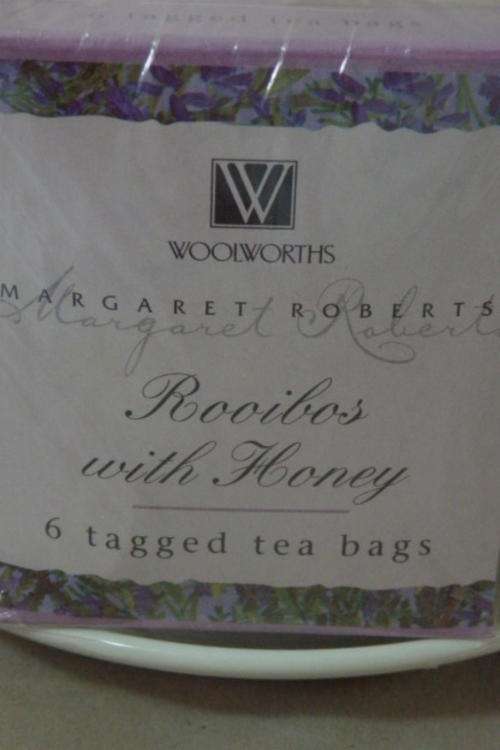 W
WOOLWORTHS
MARGARET ROBERTS
Margaret Roberts
Rooibos
with Honey
6 tagged tea bags